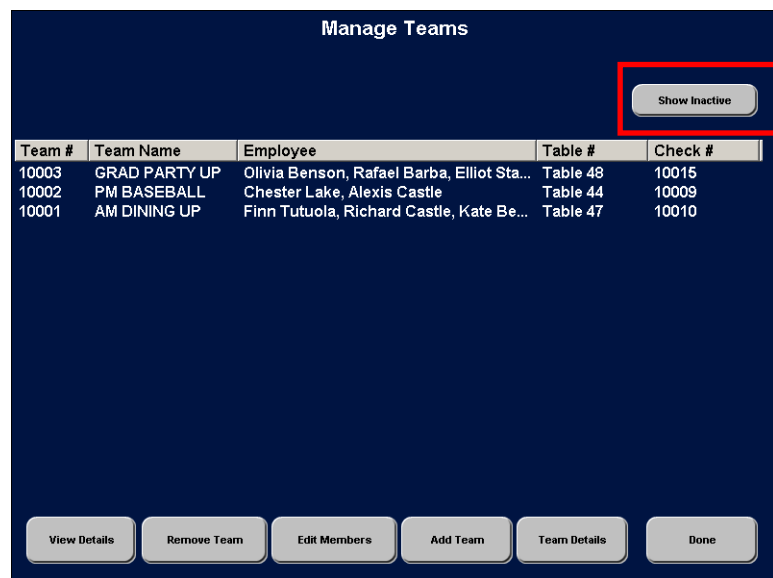 Manage Teams
Show Inactive
Team # Team Name Employee Table # Check #
10003 GRAD PARTY UP Olivia Benson, Rafael Barba, Elliot Sta... Table 48 10015
10002 PM BASEBALL Chester Lake, Alexis Castle Table 44 10009
10001 AM DINING UP Finn Tutuola, Richard Castle, Kate Be... Table 47 10010
View Details Remove Team Edit Members Add Team Team Details Done